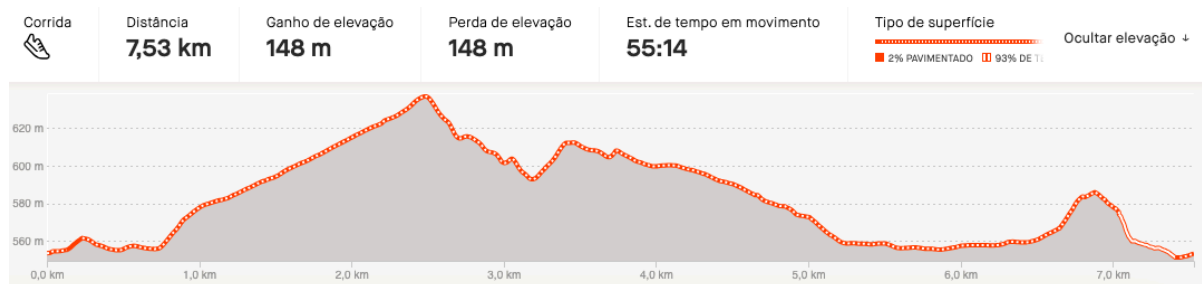 Corrida
Distância
7,53 km
Ganho de elevação
148 m
Perda de elevação
148 m
Est. de tempo em movimento
55:14
Tipo de superfície
2% PAVIMENTADO 93% DE
Ocultar elevação ↓
620 m
600 m
580 m
560 m
0,0 km 1,0 km 2,0 km 3,0 km 4,0 km 5,0 km 6,0 km 7,0 km